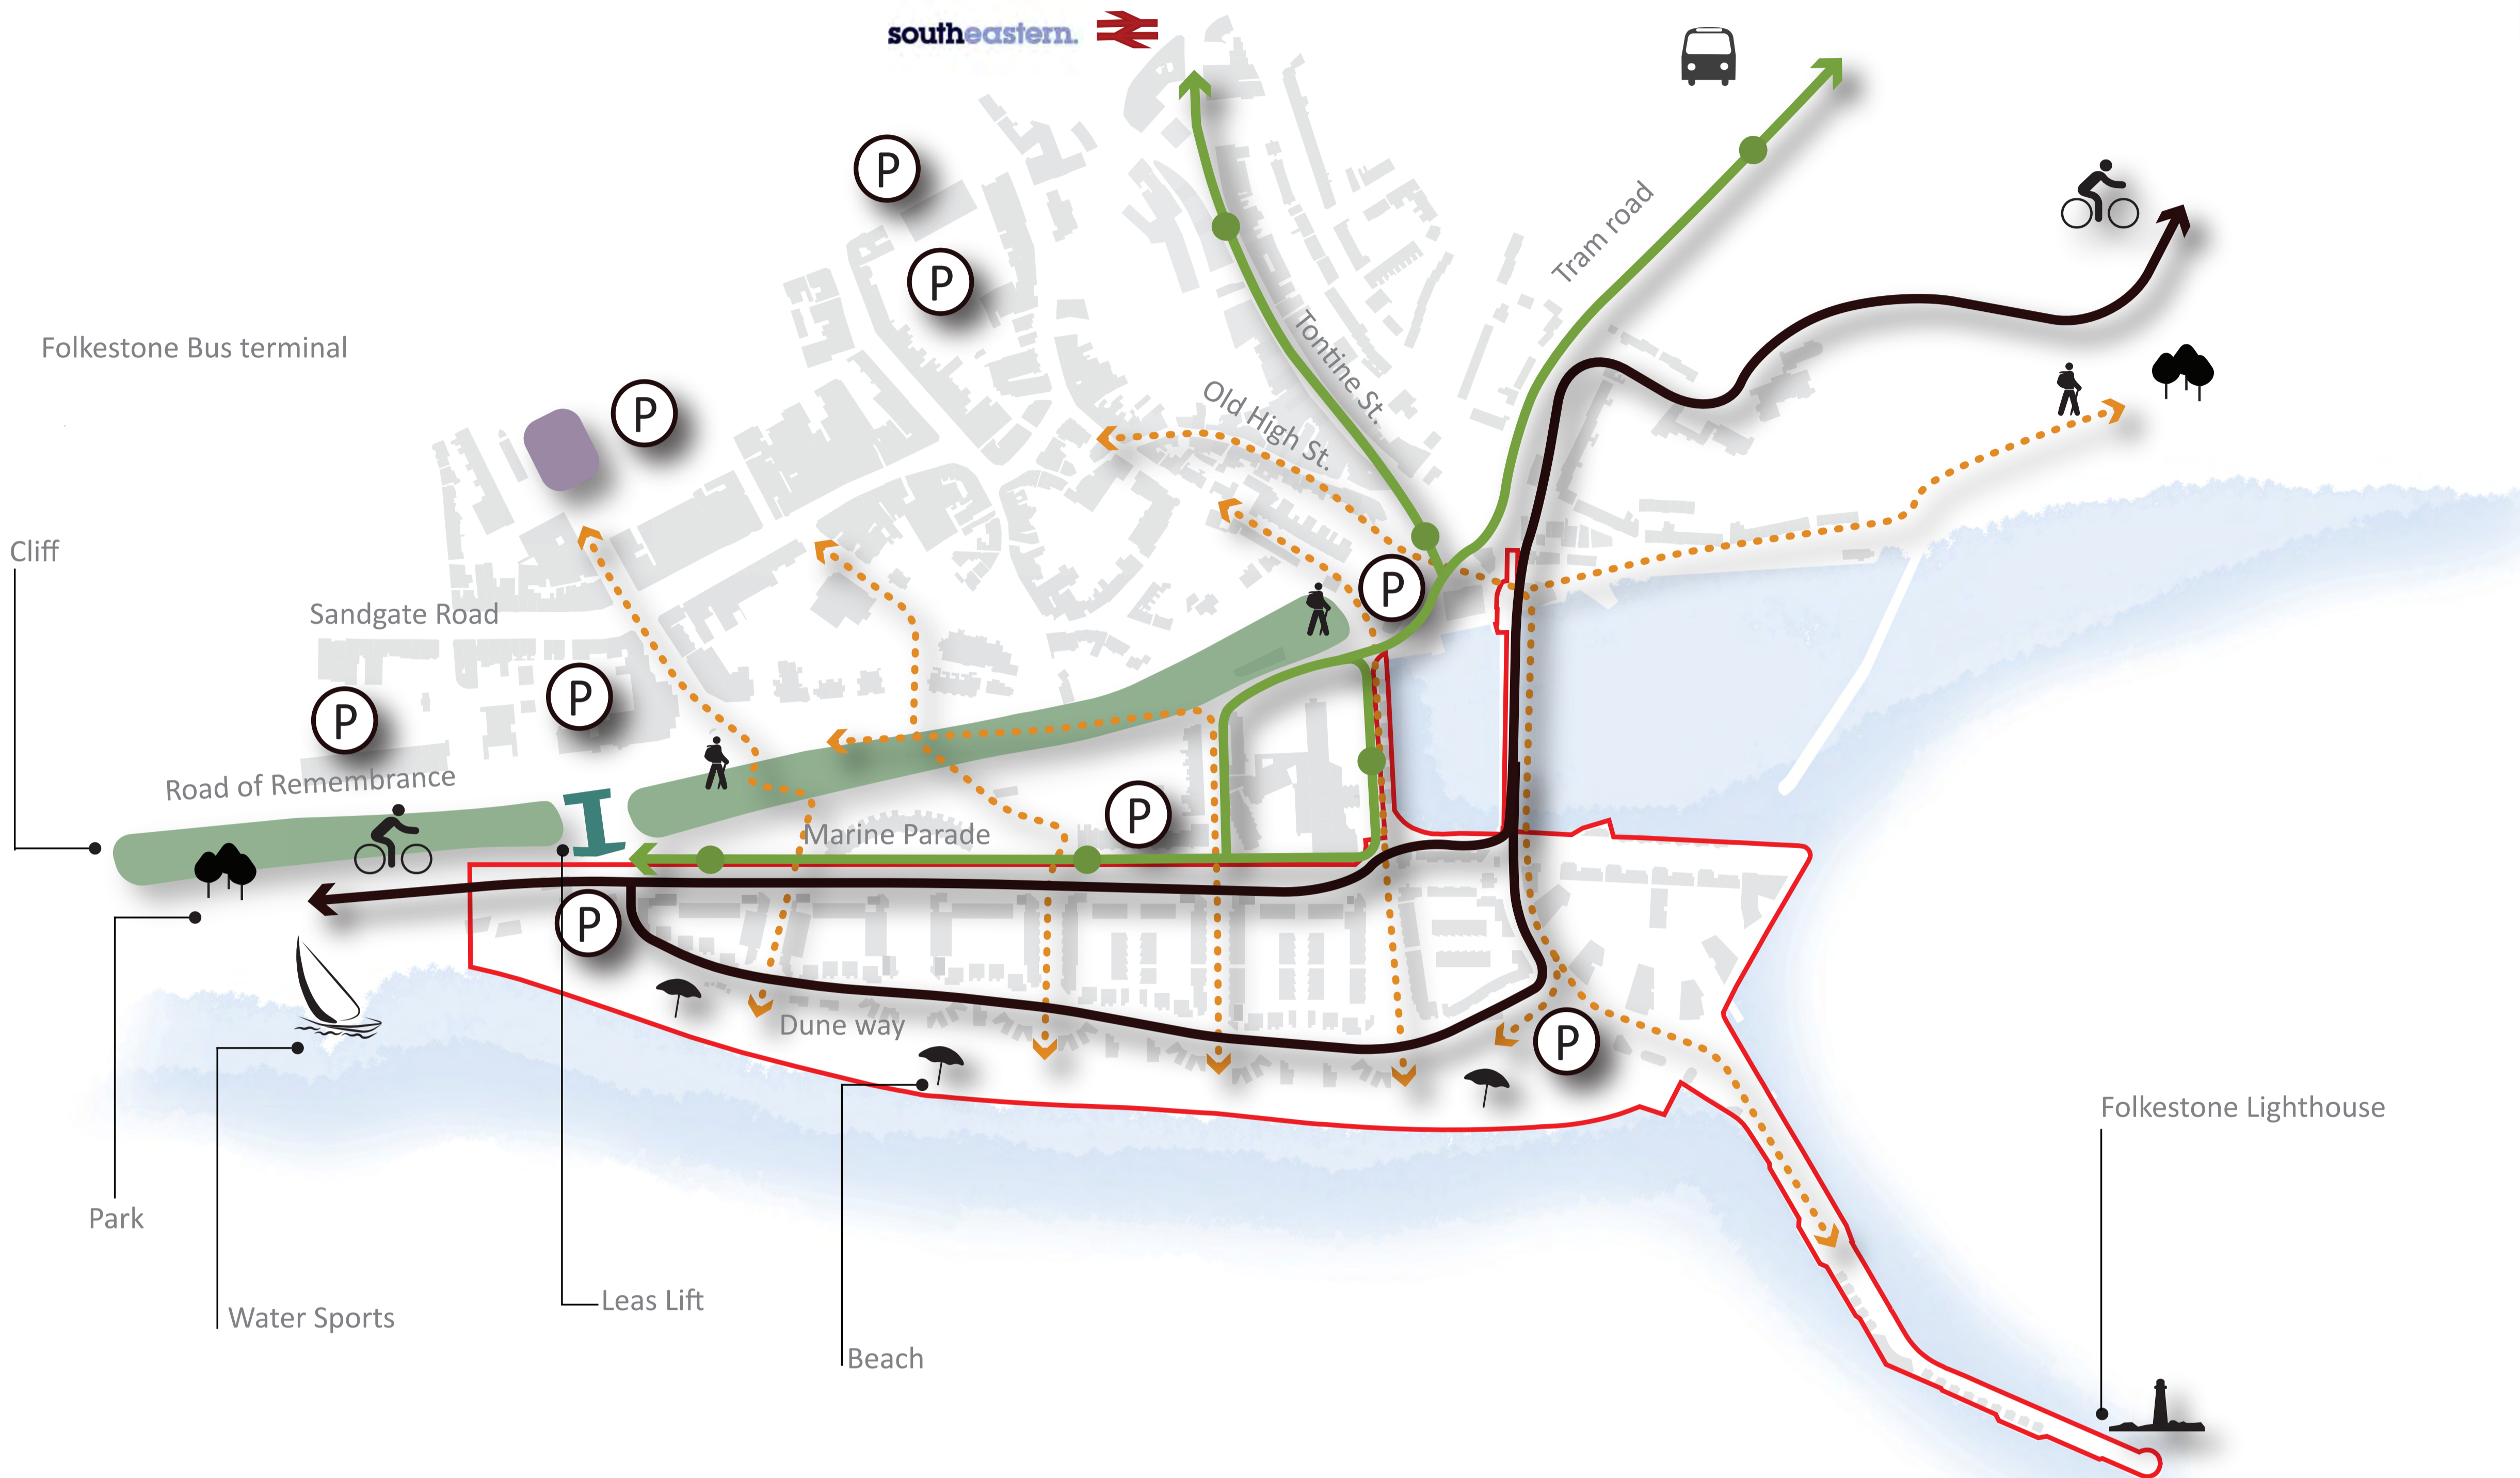 southeastern.
P
P
Tram road
Folkestone Bus terminal
Tontine St.
Old High St.
P
Cliff
P
Sandgate Road
P
P
Road of Remembrance
Marine Parade
P
P
Dune way
P
Folkestone Lighthouse
Park
Water Sports
Leas Lift
Beach